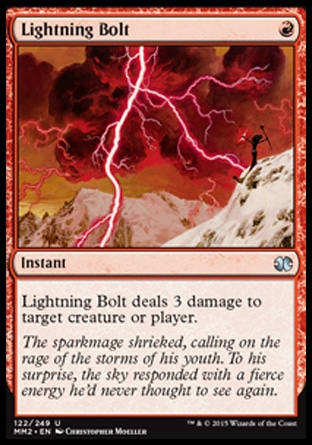 Lightning Bolt
Instant
Lightning Bolt deals 3 damage to
target creature or player.
The sparkmage shrieked, calling on the
rage of the storms of his youth. To his
surprise, the sky responded with a fierce
energy he'd never thought to see again.
122/249 U
MM2 • EN Christopher Moeller
™ & © 2015 Wizards of the Coast